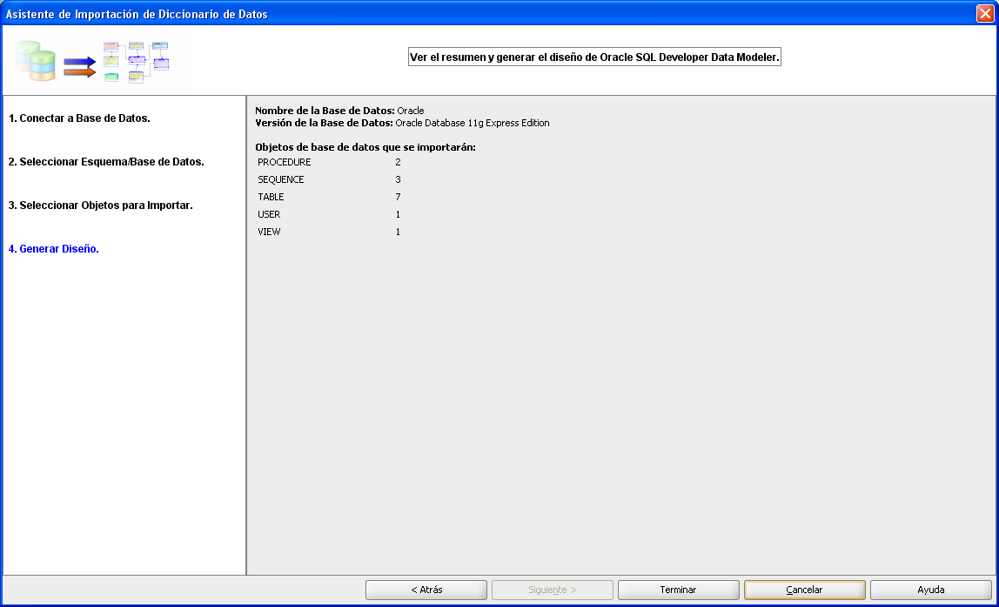 Asistente de Importación de Diccionario de Datos
Ver el resumen y generar el diseño de Oracle SQL Developer Data Modeler.
1. Conectar a Base de Datos.
2. Seleccionar Esquema/Base de Datos.
3. Seleccionar Objetos para Importar.
4. Generar Diseño.
Nombre de la Base de Datos: Oracle
Versión de la Base de Datos: Oracle Database 11g Express Edition
Objetos de base de datos que se importarán:
PROCEDURE 2
SEQUENCE 3
TABLE 7
USER 1
VIEW 1
< Atrás
Siguiente >
Terminar
Cancelar
Ayuda